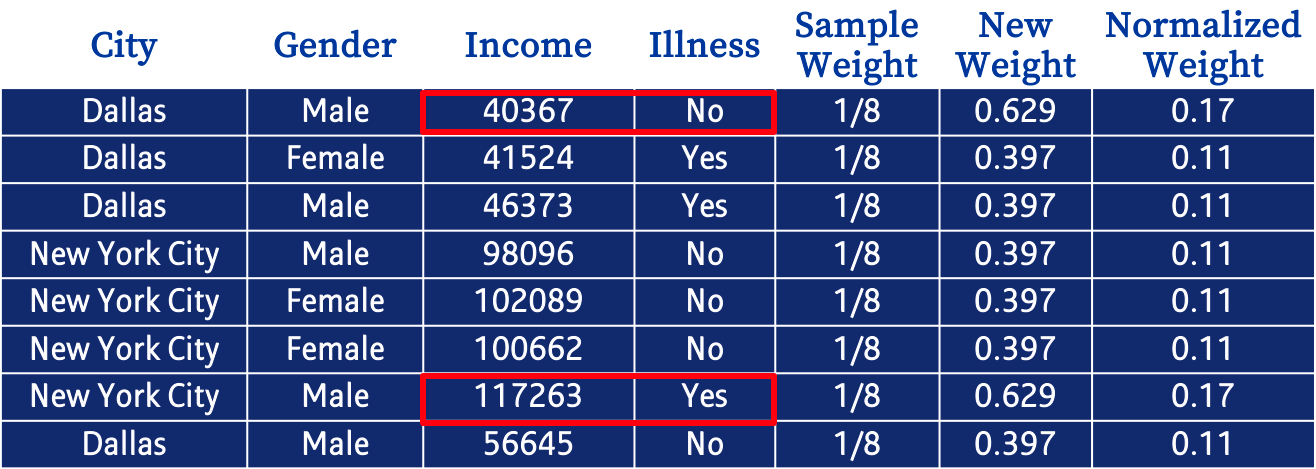 City Gender Income Illness Sample Weight New Weight Normalized Weight
Dallas Male 40367 No 1/8 0.629 0.17
Dallas Female 41524 Yes 1/8 0.397 0.11
Dallas Male 46373 Yes 1/8 0.397 0.11
New York City Male 98096 No 1/8 0.397 0.11
New York City Female 102089 No 1/8 0.397 0.11
New York City Female 100662 No 1/8 0.397 0.11
New York City Male 117263 Yes 1/8 0.629 0.17
Dallas Male 56645 No 1/8 0.397 0.11